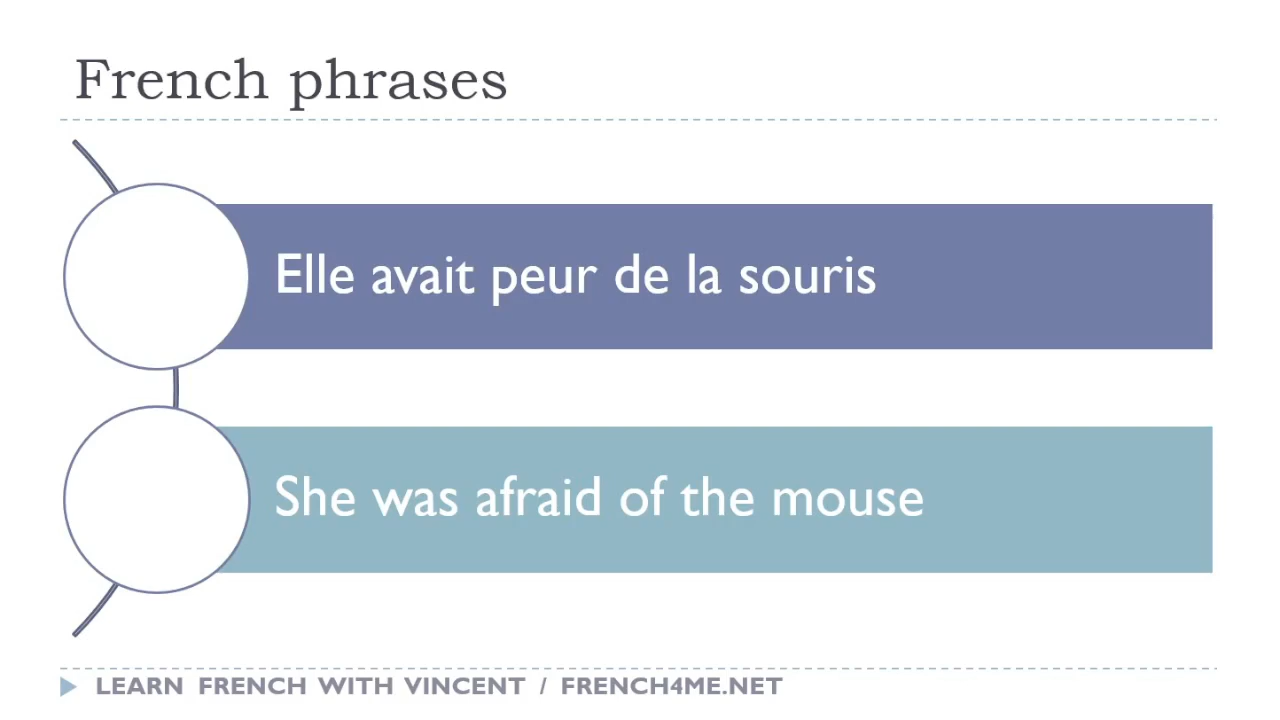 French phrases
Elle avait peur de la souris
She was afraid of the mouse
LEARN FRENCH WITH VINCENT / FRENCH4ME.NET